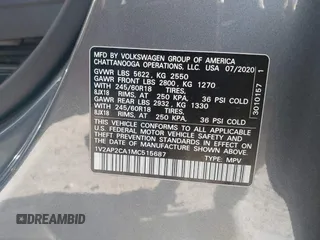 MFD BY VOLKSWAGEN GROUP OF AMERICA
CHATTANOOGA OPERATIONS, LLC. USA 07/2020
GVWR LBS 5622, KG 2550
GAWR FRONT LBS 2800, KG 1270
WITH 245/60R18 TIRES,
8JX18 RIMS, AT 250 KPA. 36 PSI COLD
GAWR REAR LBS 2932, KG 1330
WITH 245/60R18 TIRES,
8JX18 RIMS, AT 250 KPA. 36 PSI COLD
THIS VEHICLE CONFORMS TO ALL
APPLICABLE U.S. FEDERAL MOTOR
VEHICLE SAFETY, BUMPER, AND
THEFT PREVENTION STANDARDS IN EFFECT
ON THE DATE OF MANUFACTURE SHOWN ABOVE.
1V2AP2CA1MC515687 TYPE: MPV
3010157 1
DREAMBID